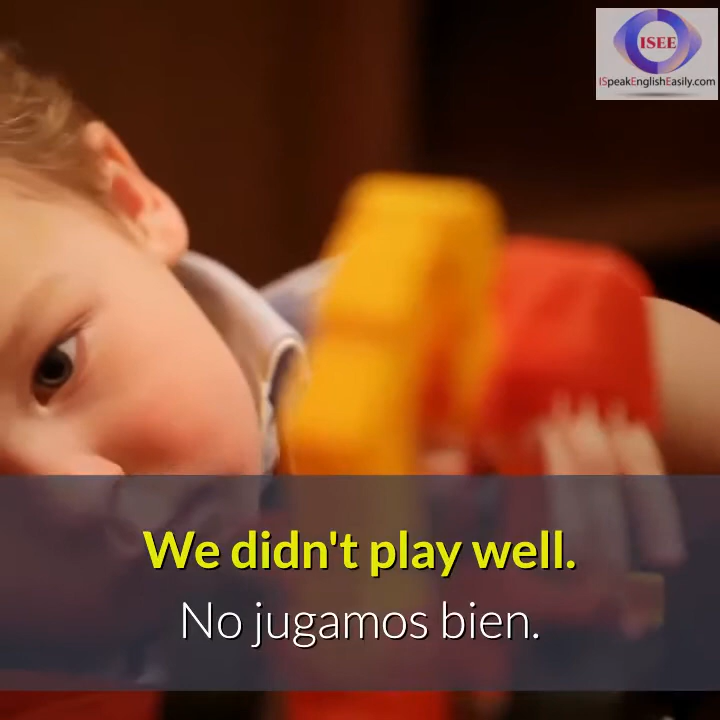 ISEE
ISpeakEnglishEasily.com
We didn't play well.
No jugamos bien.